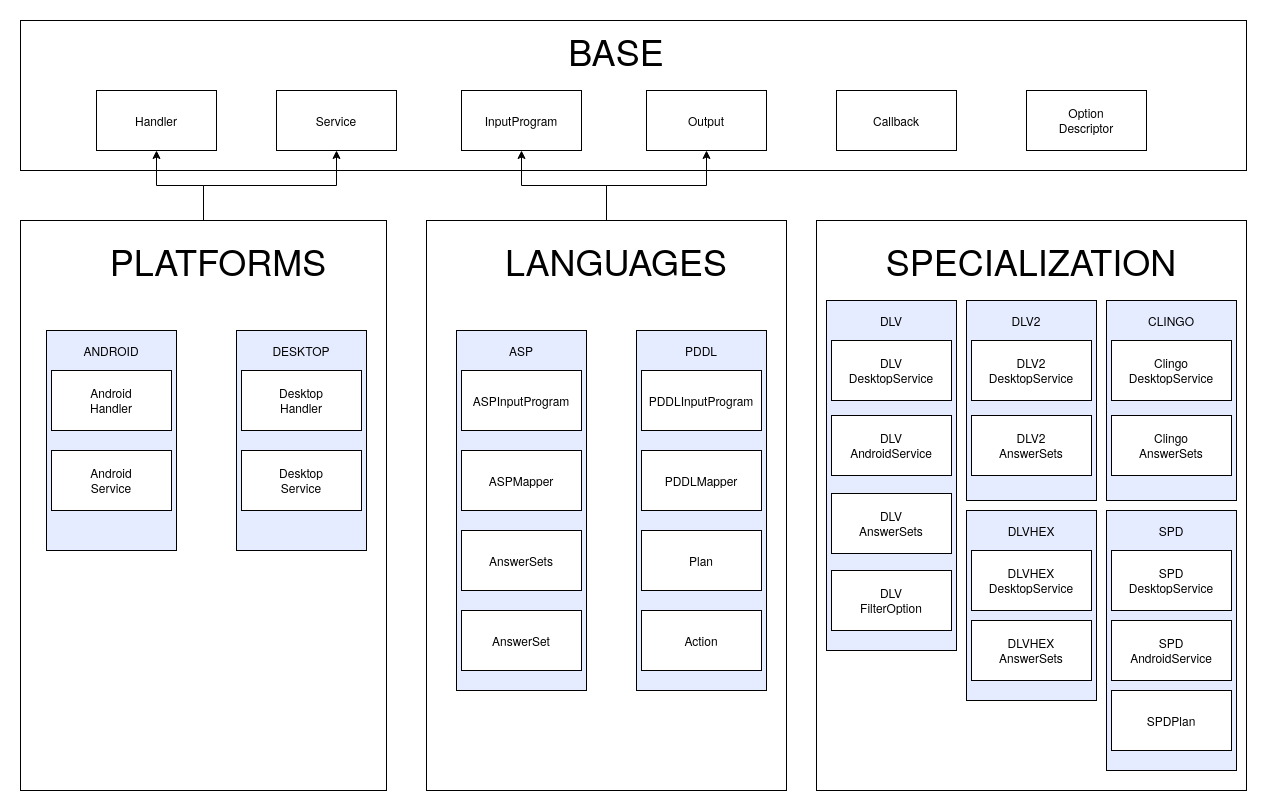 BASE
Handler
Service
InputProgram
Output
Callback
Option
Descriptor
PLATFORMS
ANDROID
Android
Handler
Android
Service
DESKTOP
Desktop
Handler
Desktop
Service
LANGUAGES
ASP
ASPInputProgram
ASPMapper
AnswerSets
AnswerSet
PDDL
PDDLInputProgram
PDDLMapper
Plan
Action
SPECIALIZATION
DLV
DLV
DesktopService
DLV
AndroidService
DLV
AnswerSets
DLV
FilterOption
DLV2
DLV2
DesktopService
DLV2
AnswerSets
CLINGO
Clingo
DesktopService
Clingo
AnswerSets
DLVHEX
DLVHEX
DesktopService
DLVHEX
AnswerSets
SPD
SPD
DesktopService
SPD
AndroidService
SPDPlan